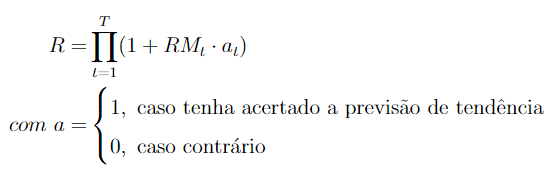 R = ∏_{t=1}^{T} (1 + RM_t · a_t)
com a = { 1, caso tenha acertado a previsão de tendência
0, caso contrário